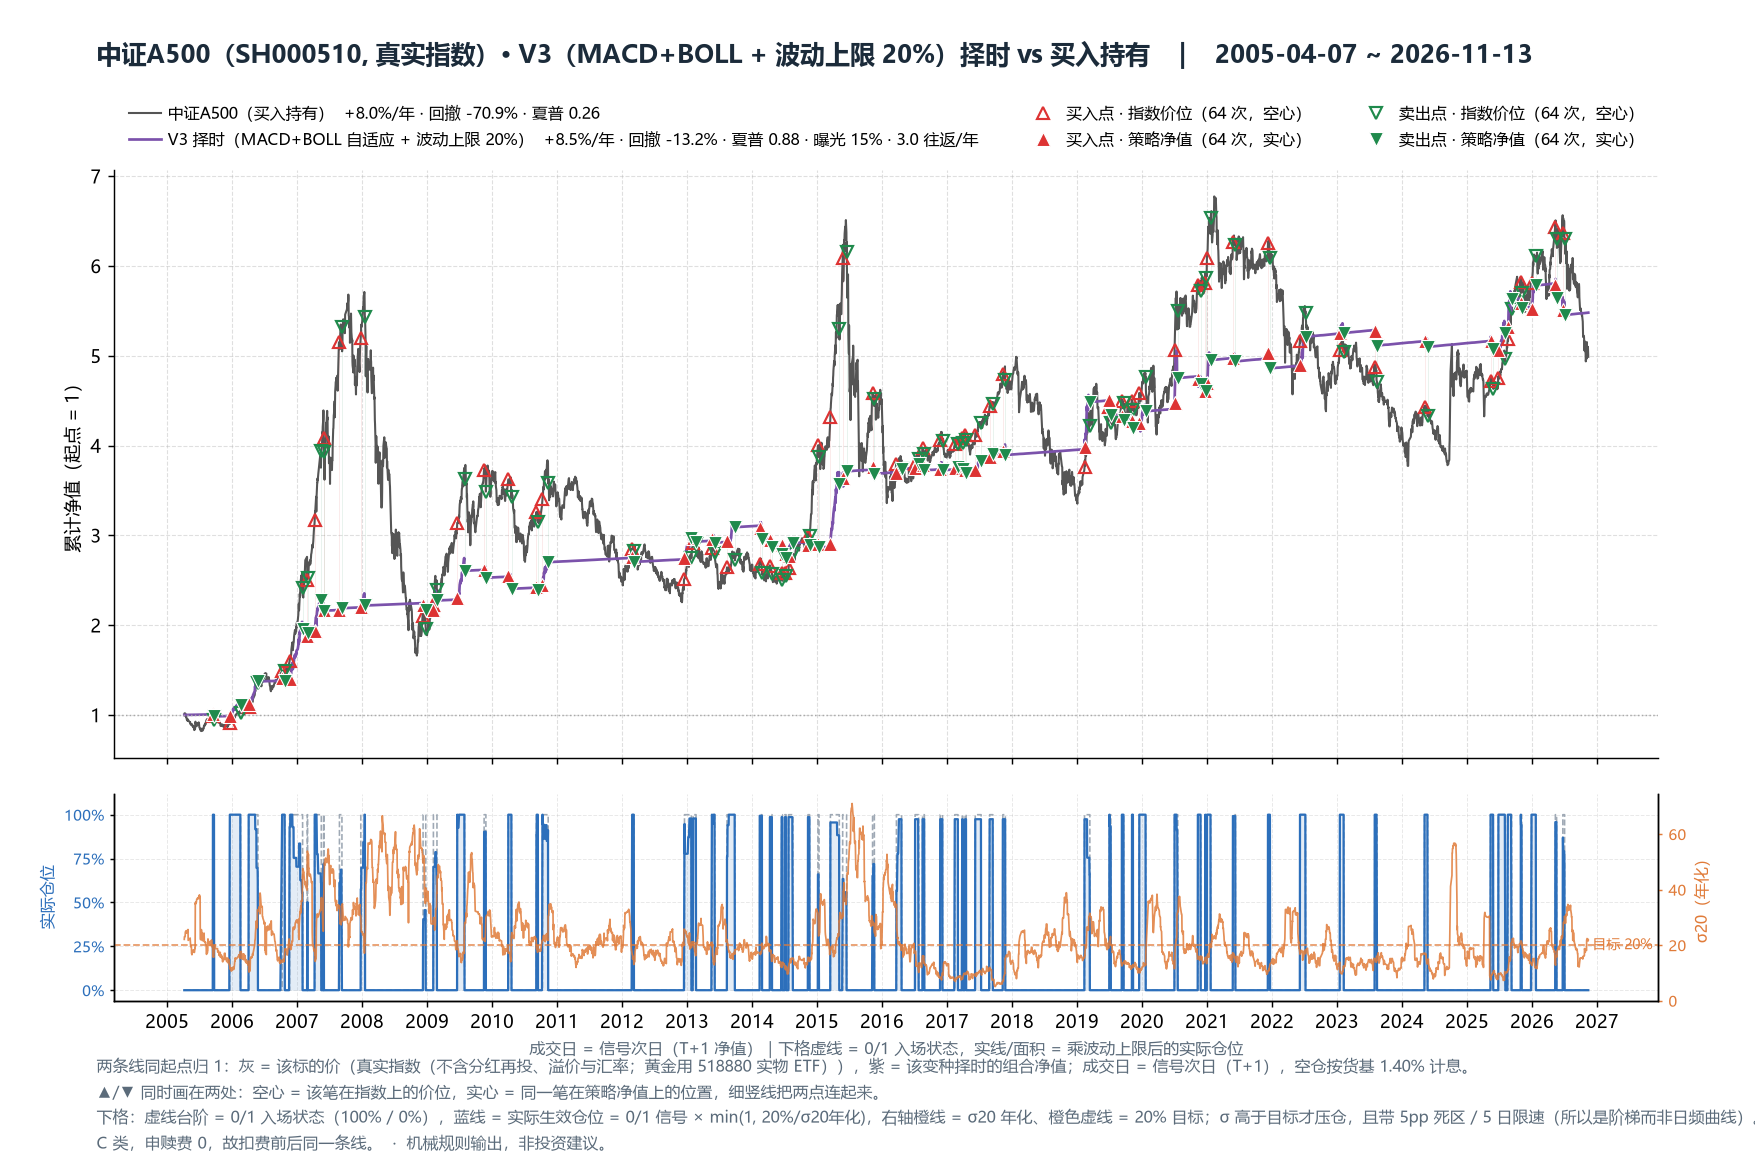 中证A500（SH000510, 真实指数）· V3（MACD+BOLL + 波动上限 20%）择时 vs 买入持有 | 2005-04-07 ~ 2026-11-13
中证A500（买入持有） +8.0%/年 · 回撤 -70.9% · 夏普 0.26
V3 择时（MACD+BOLL 自适应 + 波动上限 20%） +8.5%/年 · 回撤 -13.2% · 夏普 0.88 · 曝光 15% · 3.0 往返/年
买入点 · 指数价位（64 次，空心）
买入点 · 策略净值（64 次，实心）
卖出点 · 指数价位（64 次，空心）
卖出点 · 策略净值（64 次，实心）
累计净值（起点 = 1）
7
6
5
4
3
2
1
实际仓位
100%
75%
50%
25%
0%
60
40
20
0
σ20（年化）
目标 20%
2005 2006 2007 2008 2009 2010 2011 2012 2013 2014 2015 2016 2017 2018 2019 2020 2021 2022 2023 2024 2025 2026 2027
成交日 = 信号次日（T+1 净值）｜下格虚线 = 0/1 入场状态，实线/面积 = 乘波动上限后的实际仓位
两条线同起点归 1：灰 = 该标的价（真实指数（不含分红再投、溢价与汇率；黄金用 518880 实物 ETF）），紫 = 该变种择时的组合净值；成交日 = 信号次日（T+1），空仓按货基 1.40% 计息。
▲/▼ 同时画在两处：空心 = 该笔在指数上的价位，实心 = 同一笔在策略净值上的位置，细竖线把两点连起来。
下格：虚线台阶 = 0/1 入场状态（100% / 0%），蓝线 = 实际生效仓位 = 0/1 信号 × min(1, 20%/σ20年化)，右轴橙线 = σ20 年化、橙色虚线 = 20% 目标；σ 高于目标才压仓，且带 5pp 死区 / 5 日限速（所以是阶梯而非日频曲线）。
C 类，申赎费 0，故扣费前后同一条线。 · 机械规则输出，非投资建议。